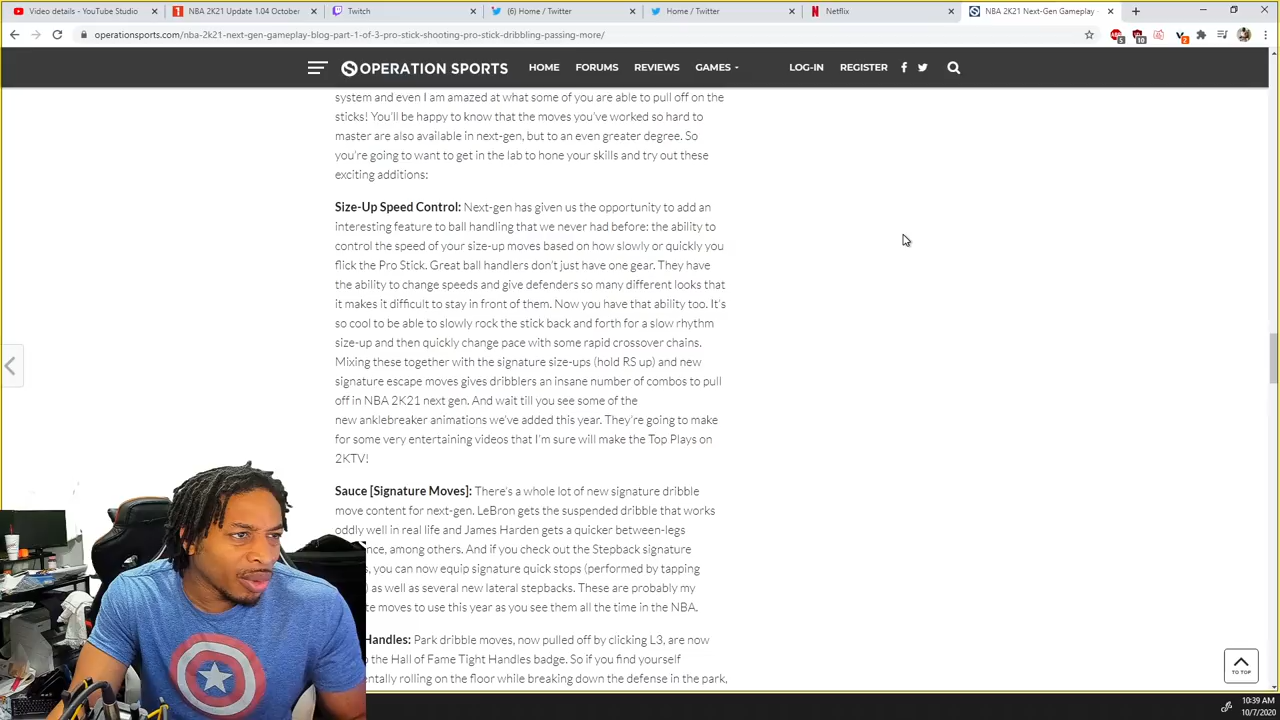 Video details - YouTube Studio
NBA 2K21 Update 1.04 October
Twitch
(6) Home / Twitter
Home / Twitter
Netflix
NBA 2K21 Next-Gen Gameplay -
operationsports.com/nba-2k21-next-gen-gameplay-blog-part-1-of-3-pro-stick-shooting-pro-stick-dribbling-passing-more/
OPERATION SPORTS HOME FORUMS REVIEWS GAMES LOG-IN REGISTER
system and even I am amazed at what some of you are able to pull off on the
sticks! You'll be happy to know that the moves you've worked so hard to
master are also available in next-gen, but to an even greater degree. So
you're going to want to get in the lab to hone your skills and try out these
exciting additions:
Size-Up Speed Control: Next-gen has given us the opportunity to add an
interesting feature to ball handling that we never had before: the ability to
control the speed of your size-up moves based on how slowly or quickly you
flick the Pro Stick. Great ball handlers don't just have one gear. They have
the ability to change speeds and give defenders so many different looks that
it makes it difficult to stay in front of them. Now you have that ability too. It's
so cool to be able to slowly rock the stick back and forth for a slow rhythm
size-up and then quickly change pace with some rapid crossover chains.
Mixing these together with the signature size-ups (hold RS up) and new
signature escape moves gives dribblers an insane number of combos to pull
off in NBA 2K21 next gen. And wait till you see some of the
new anklebreaker animations we've added this year. They're going to make
for some very entertaining videos that I'm sure will make the Top Plays on
2KTV!
Sauce [Signature Moves]: There's a whole lot of new signature dribble
move content for next-gen. LeBron gets the suspended dribble that works
oddly well in real life and James Harden gets a quicker between-legs
ence, among others. And if you check out the Stepback signature
you can now equip signature quick stops (performed by tapping
) as well as several new lateral stepbacks. These are probably my
te moves to use this year as you see them all the time in the NBA.
Handles: Park dribble moves, now pulled off by clicking L3, are now
the Hall of Fame Tight Handles badge. So if you find yourself
entally rolling on the floor while breaking down the defense in the park,
TO TOP
10:39 AM
10/7/2020